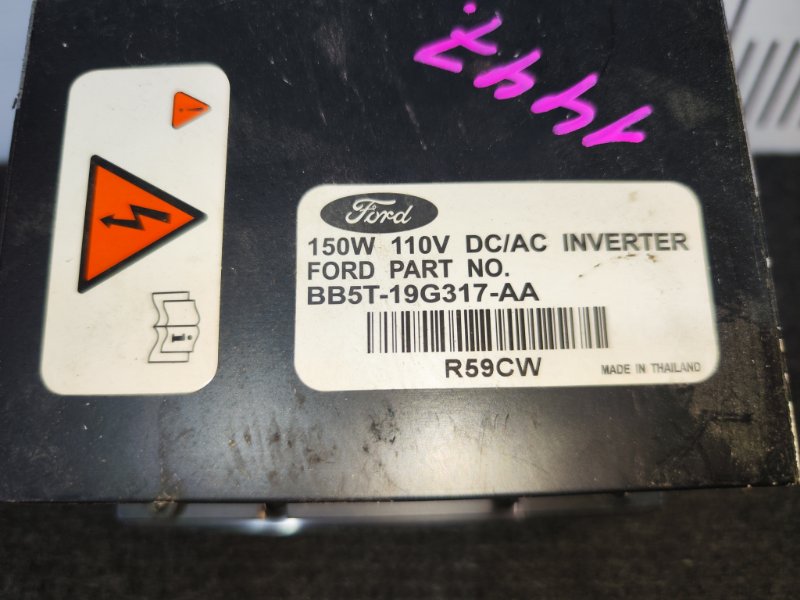 1447
Ford
150W 110V DC/AC INVERTER
FORD PART NO.
BB5T-19G317-AA
R59CW
MADE IN THAILAND